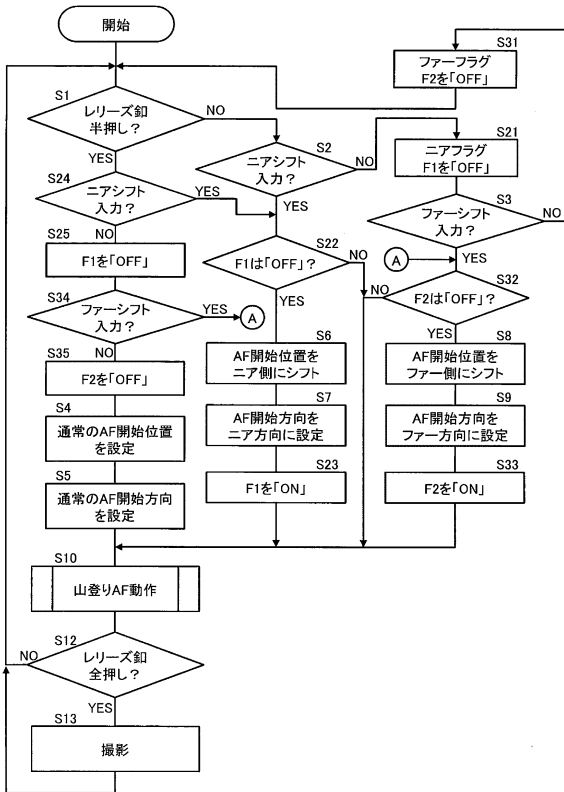 開始
S31
ファーフラグ
F2を「OFF」
S1
レリーズ釦
半押し？
NO
YES
S2
ニアシフト
入力？
NO
YES
S21
ニアフラグ
F1を「OFF」
S24
ニアシフト
入力？
YES
NO
S3
ファーシフト
入力？
NO
YES
A
S25
F1を「OFF」
S22
F1は「OFF」？
NO
YES
S32
F2は「OFF」？
NO
YES
S34
ファーシフト
入力？
YES
A
NO
S35
F2を「OFF」
S6
AF開始位置を
ニア側にシフト
S8
AF開始位置を
ファー側にシフト
S4
通常のAF開始位置
を設定
S7
AF開始方向を
ニア方向に設定
S9
AF開始方向を
ファー方向に設定
S5
通常のAF開始方向
を設定
S23
F1を「ON」
S33
F2を「ON」
S10
山登りAF動作
S12
レリーズ釦
全押し？
NO
YES
S13
撮影